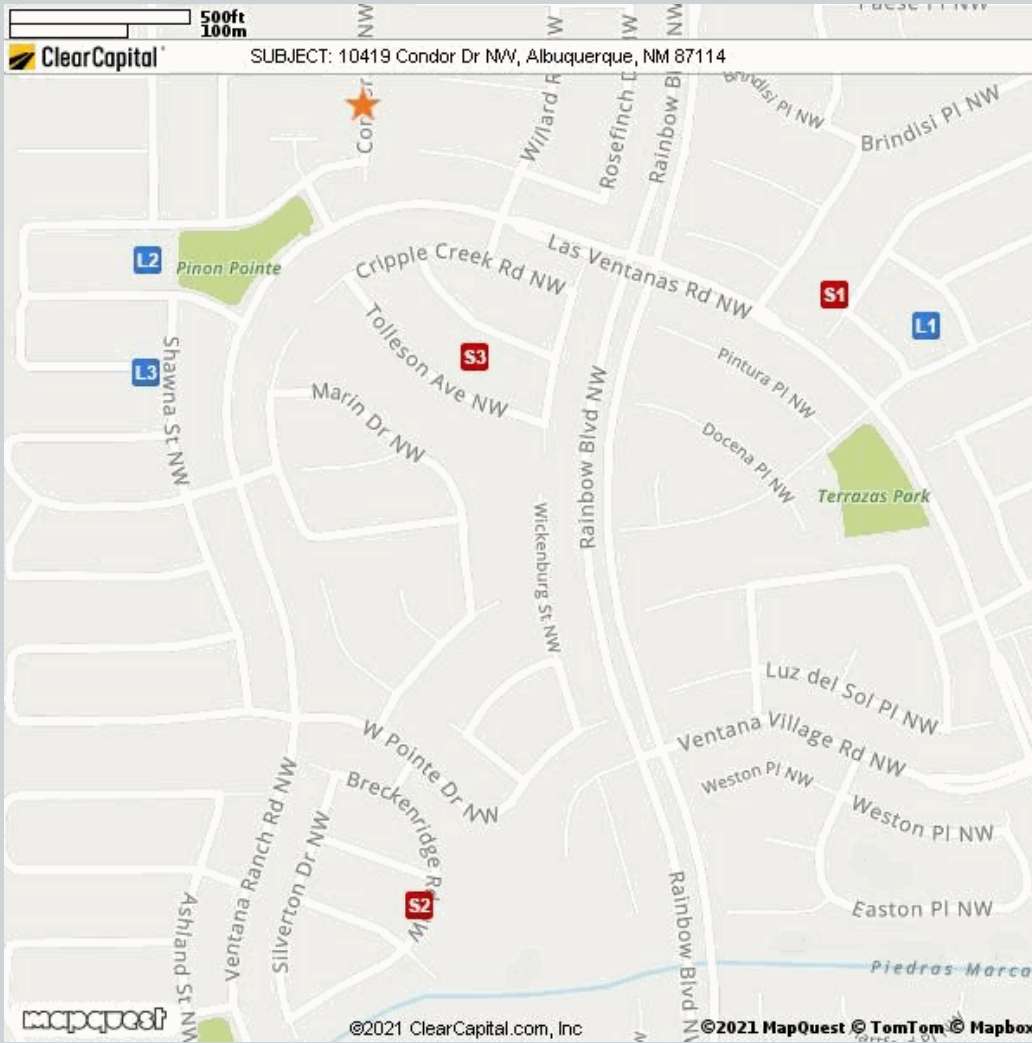 500ft
100m
ClearCapital
SUBJECT: 10419 Condor Dr NW, Albuquerque, NM 87114
NW
Willard R
Rosefinch D
Rainbow Bl
NW
Brindisi Pl NW
Brindisi Pl NW
L2
Pinon Pointe
Cripple Creek Rd NW
Las Ventanas Rd NW
S1
L1
Tolleson Ave NW
S3
L3
Shawna St NW
Marin Dr NW
Rainbow Blvd NW
Pintura Pl NW
Docena Pl NW
Terrazas Park
Wickenburg St NW
Luz del Sol Pl NW
Ventana Village Rd NW
W Pointe Dr NW
Weston Pl NW
Weston Pl NW
Breckenridge Rd NW
Ventana Ranch Rd NW
Silverton Dr NW
S2
Ashland St NW
Easton Pl NW
Rainbow Blvd N
Piedras Marca
mapquest
©2021 ClearCapital.com, Inc
©2021 MapQuest © TomTom © Mapbox